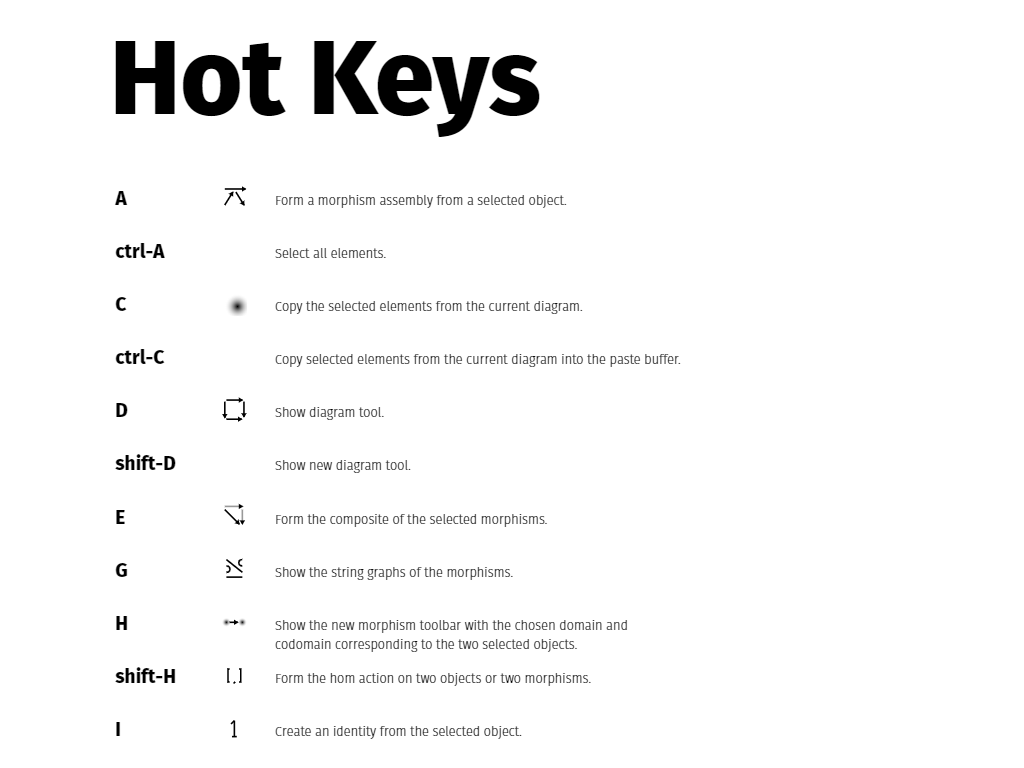 Hot Keys
A Form a morphism assembly from a selected object.
ctrl-A Select all elements.
C Copy the selected elements from the current diagram.
ctrl-C Copy selected elements from the current diagram into the paste buffer.
D Show diagram tool.
shift-D Show new diagram tool.
E Form the composite of the selected morphisms.
G Show the string graphs of the morphisms.
H Show the new morphism toolbar with the chosen domain and
codomain corresponding to the two selected objects.
shift-H [,] Form the hom action on two objects or two morphisms.
I 1 Create an identity from the selected object.